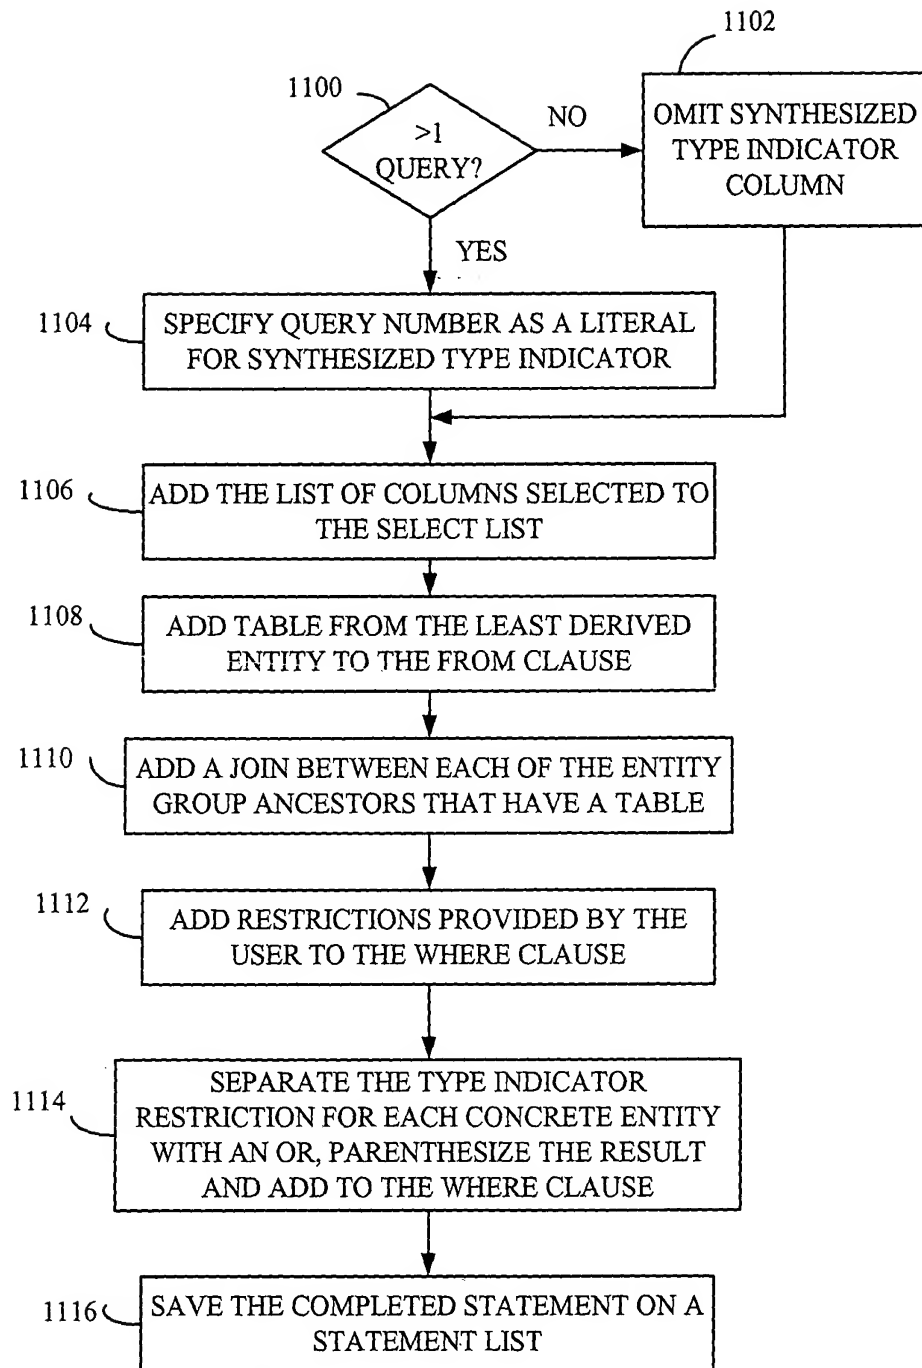 1102
1100
>1
QUERY?
NO
OMIT SYNTHESIZED
TYPE INDICATOR
COLUMN
YES
1104
SPECIFY QUERY NUMBER AS A LITERAL
FOR SYNTHESIZED TYPE INDICATOR
1106
ADD THE LIST OF COLUMNS SELECTED TO
THE SELECT LIST
1108
ADD TABLE FROM THE LEAST DERIVED
ENTITY TO THE FROM CLAUSE
1110
ADD A JOIN BETWEEN EACH OF THE ENTITY
GROUP ANCESTORS THAT HAVE A TABLE
1112
ADD RESTRICTIONS PROVIDED BY THE
USER TO THE WHERE CLAUSE
1114
SEPARATE THE TYPE INDICATOR
RESTRICTION FOR EACH CONCRETE ENTITY
WITH AN OR, PARENTHESIZE THE RESULT
AND ADD TO THE WHERE CLAUSE
1116
SAVE THE COMPLETED STATEMENT ON A
STATEMENT LIST